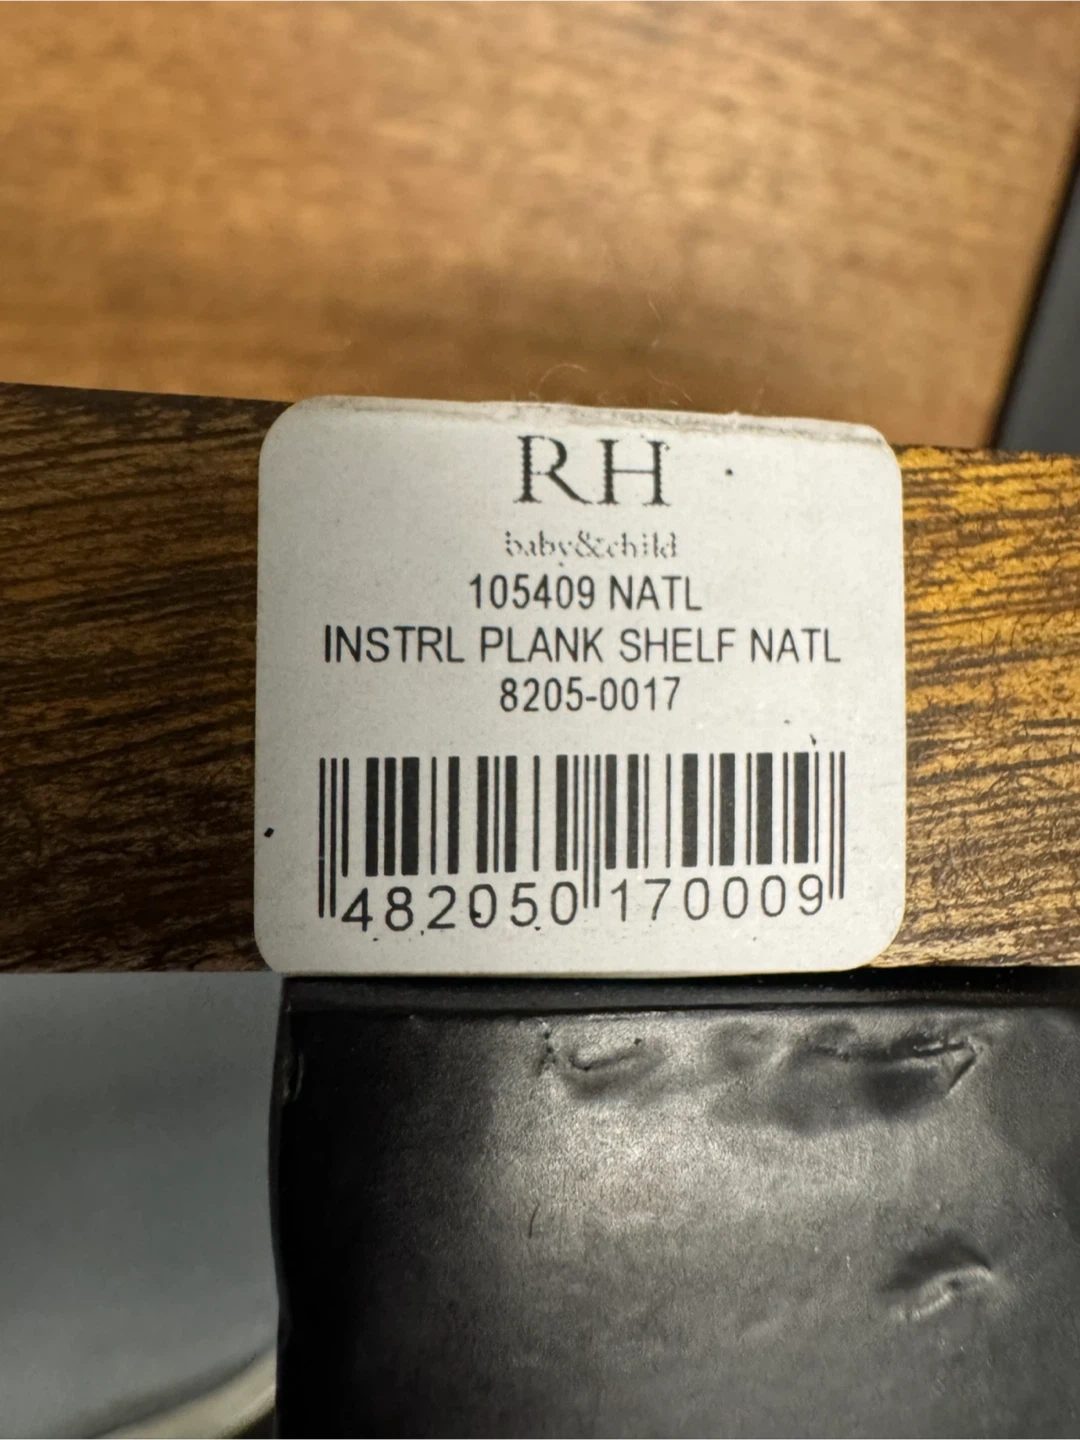 RH
baby&child
105409 NATL
INSTRL PLANK SHELF NATL
8205-0017
482050 170009